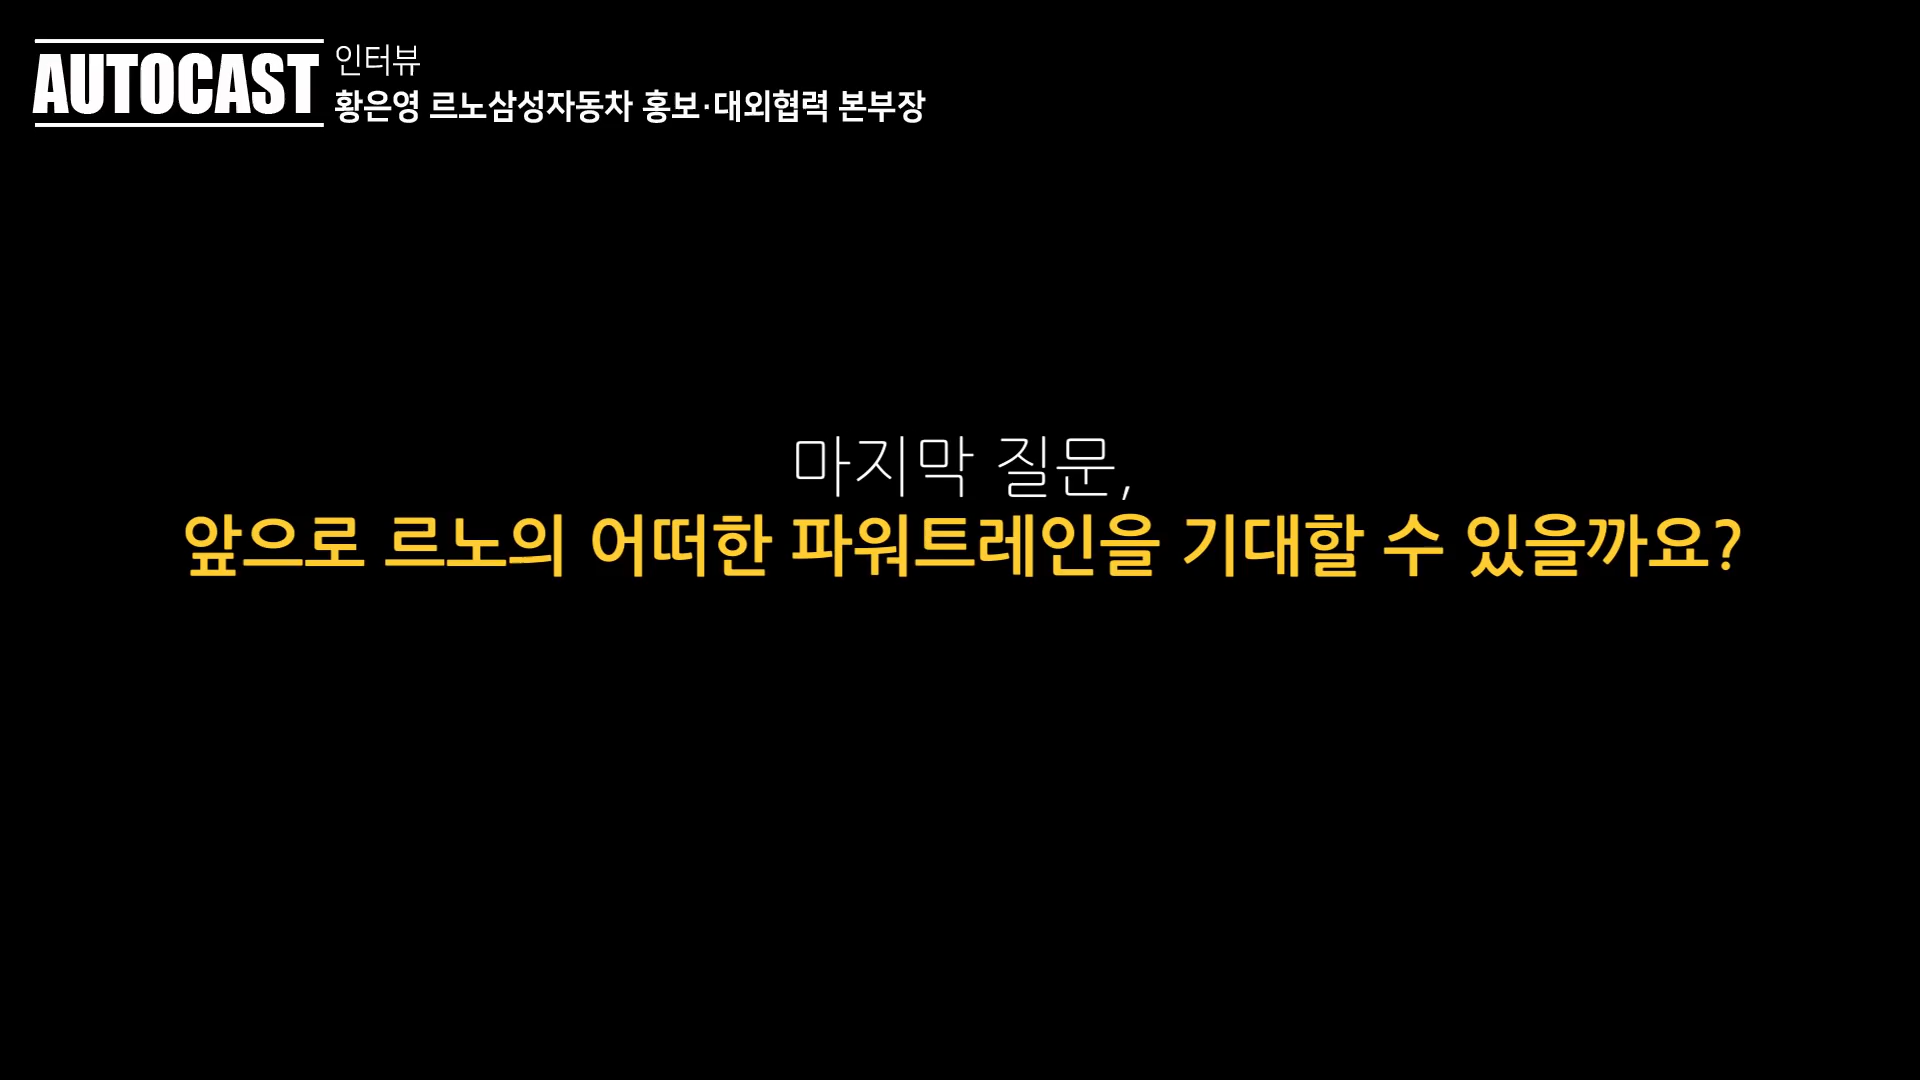 AUTOCAST
인터뷰
황은영 르노삼성자동차 홍보·대외협력 본부장
마지막 질문,
앞으로 르노의 어떠한 파워트레인을 기대할 수 있을까요?